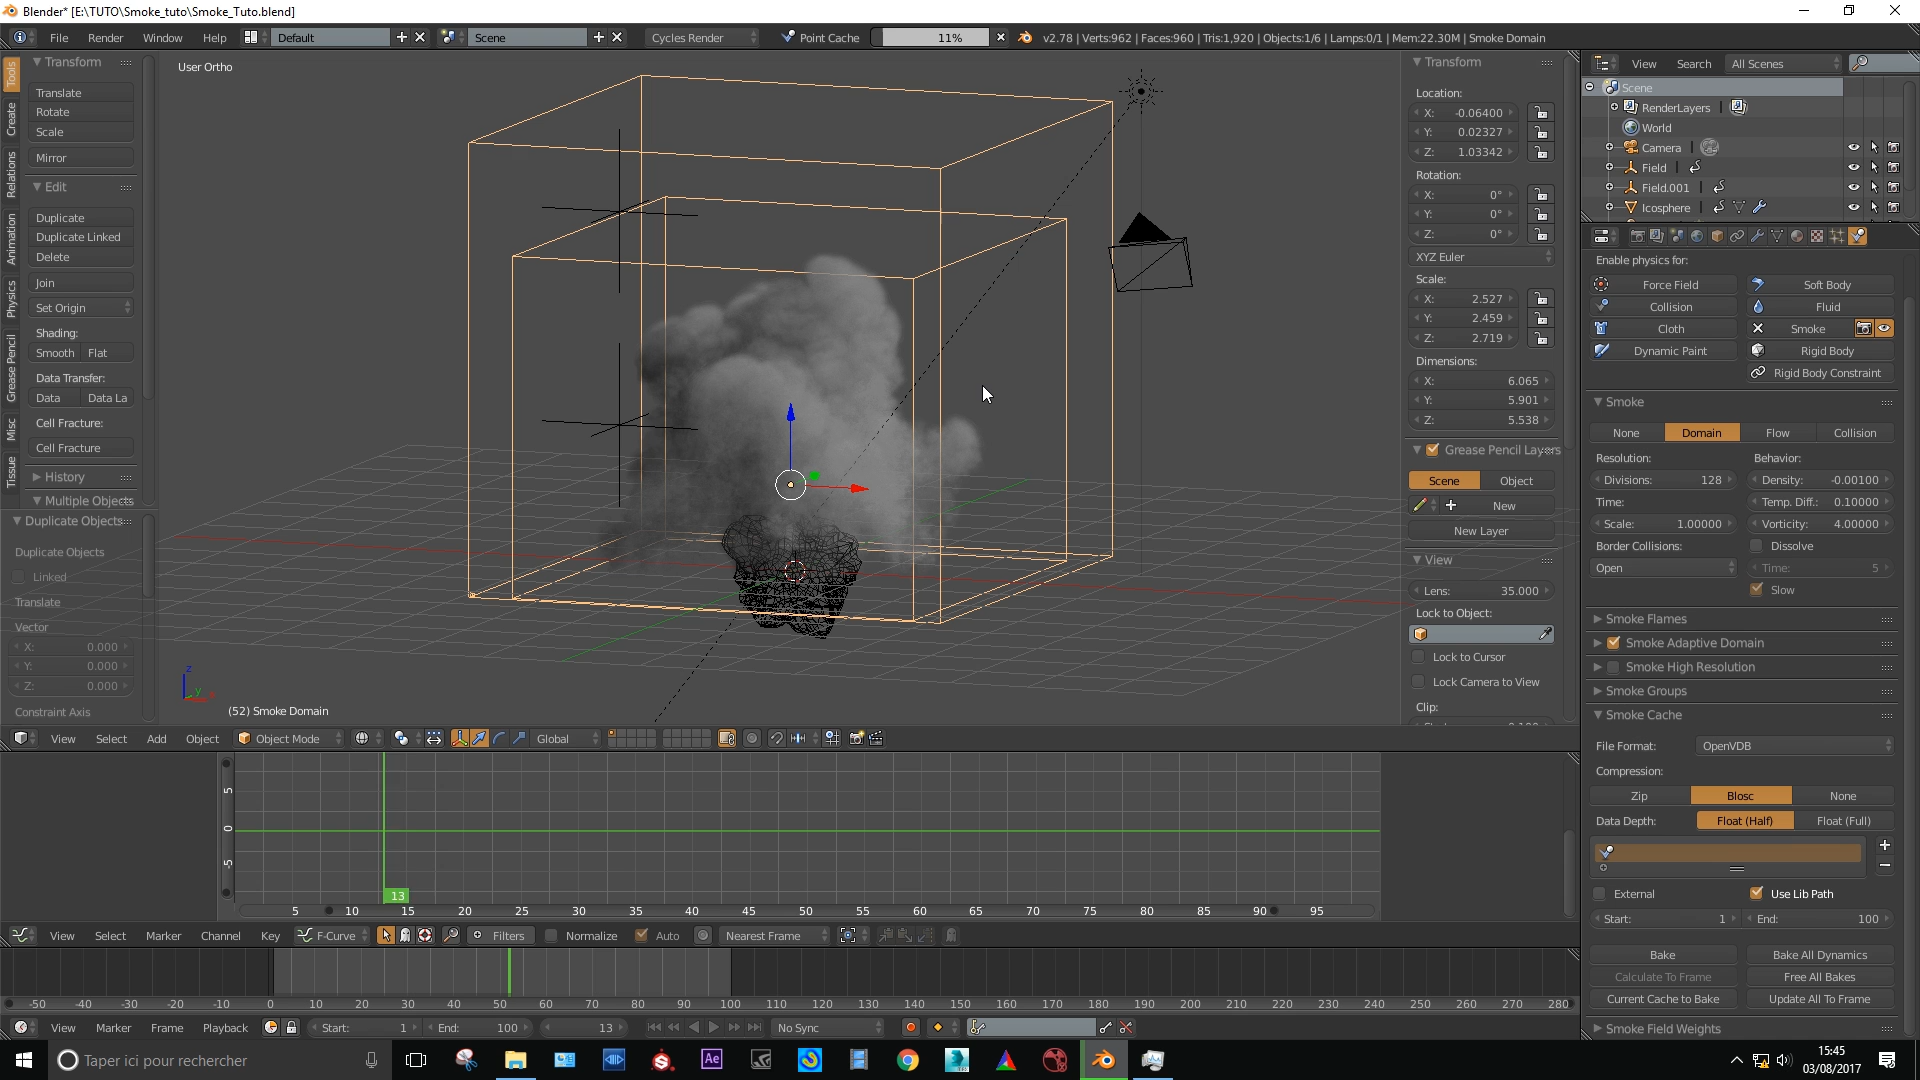 Blender* [E:\TUTO\Smoke_tuto\Smoke_Tuto.blend]
File Render Window Help Default Scene Cycles Render Point Cache 11% v2.78 | Verts:962 | Faces:960 | Tris:1,920 | Objects:1/6 | Lamps:0/1 | Mem:22.30M | Smoke Domain
Tools
Create
Relations
Animation
Physics
Grease Pencil
Misc
Tissue
Transform
Translate
Rotate
Scale
Mirror
Edit
Duplicate
Duplicate Linked
Delete
Join
Set Origin
Shading:
Smooth Flat
Data Transfer:
Data Data La
Cell Fracture:
Cell Fracture
History
Multiple Objects
Duplicate Objects
Duplicate Objects
Linked
Translate
Vector
X: 0.000
Y: 0.000
Z: 0.000
Constraint Axis
User Ortho
z
y
x
(52) Smoke Domain
Transform
Location:
X: -0.06400
Y: 0.02327
Z: 1.03342
Rotation:
X: 0°
Y: 0°
Z: 0°
XYZ Euler
Scale:
X: 2.527
Y: 2.459
Z: 2.719
Dimensions:
X: 6.065
Y: 5.901
Z: 5.538
Grease Pencil Layers
Scene Object
New
New Layer
View
Lens: 35.000
Lock to Object:
Lock to Cursor
Lock Camera to View
Clip:
View Select Add Object Object Mode Global
5
0
-5
13
5 10 15 20 25 30 35 40 45 50 55 60 65 70 75 80 85 90 95
View Select Marker Channel Key F-Curve Filters Normalize Auto Nearest Frame
-50 -40 -30 -20 -10 0 10 20 30 40 50 60 70 80 90 100 110 120 130 140 150 160 170 180 190 200 210 220 230 240 250 260 270 280
View Marker Frame Playback Start: 1 End: 100 13 No Sync
View Search All Scenes
Scene
RenderLayers
World
Camera
Field
Field.001
Icosphere
Enable physics for:
Force Field Soft Body
Collision Fluid
Cloth Smoke
Dynamic Paint Rigid Body
Rigid Body Constraint
Smoke
None Domain Flow Collision
Resolution: Behavior:
Divisions: 128 Density: -0.00100
Time: Temp. Diff.: 0.10000
Scale: 1.00000 Vorticity: 4.00000
Border Collisions: Dissolve
Open Time: 5
Slow
Smoke Flames
Smoke Adaptive Domain
Smoke High Resolution
Smoke Groups
Smoke Cache
File Format: OpenVDB
Compression:
Zip Blosc None
Data Depth: Float (Half) Float (Full)
External Use Lib Path
Start: 1 End: 100
Bake Bake All Dynamics
Calculate To Frame Free All Bakes
Current Cache to Bake Update All To Frame
Smoke Field Weights
Taper ici pour rechercher
Ae
15:45
03/08/2017